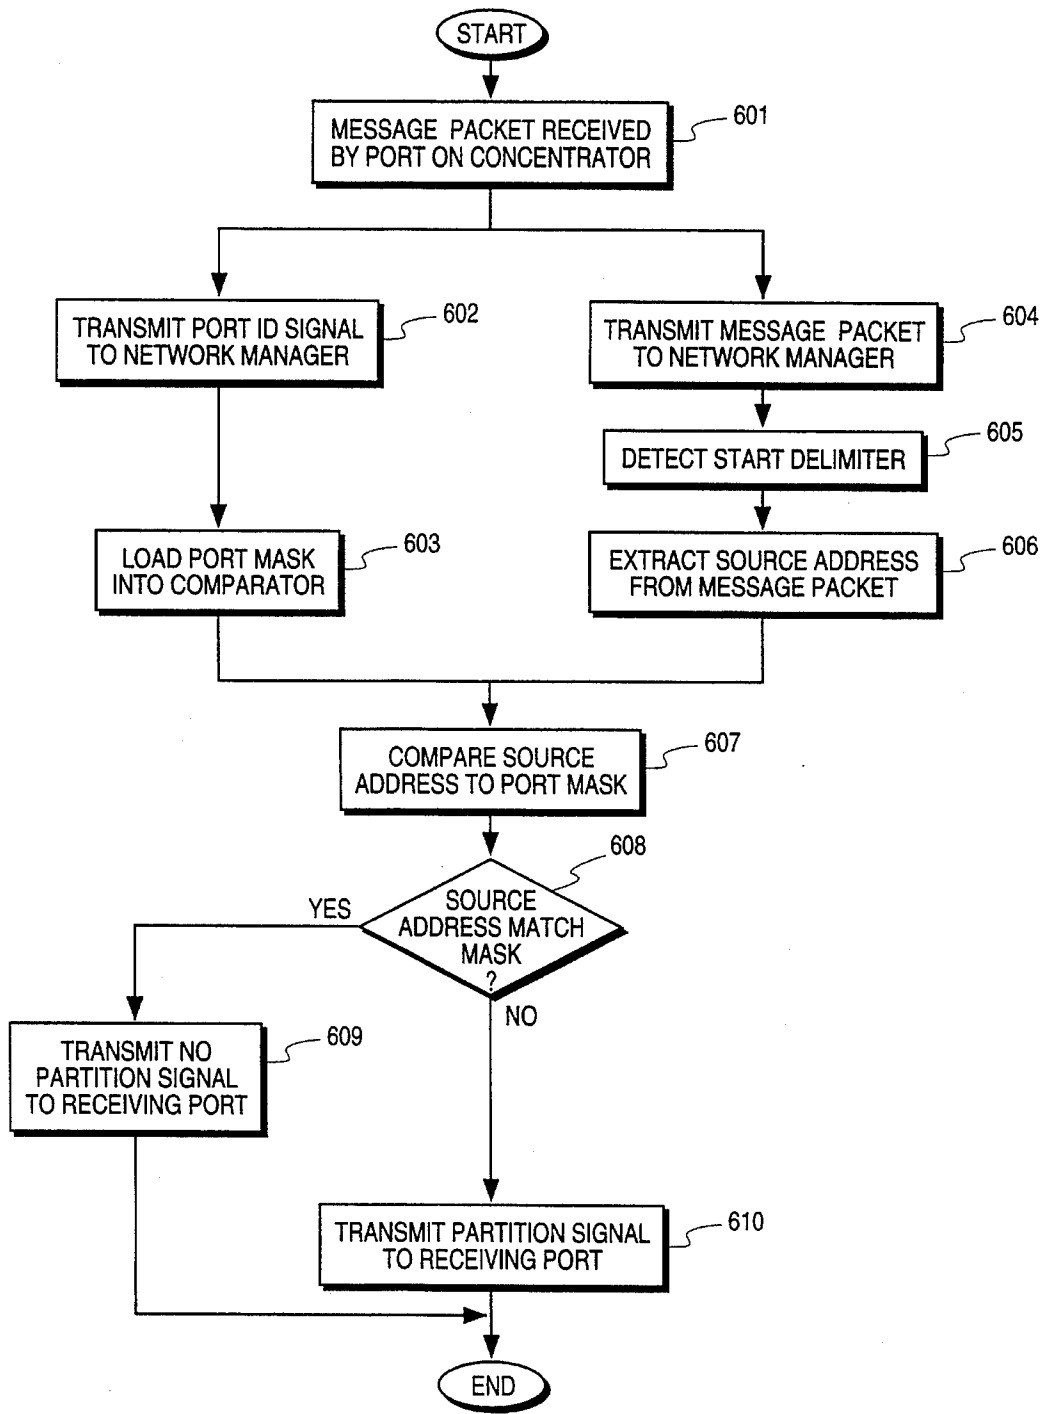 START
MESSAGE PACKET RECEIVED
BY PORT ON CONCENTRATOR
601
TRANSMIT PORT ID SIGNAL
TO NETWORK MANAGER
602
TRANSMIT MESSAGE PACKET
TO NETWORK MANAGER
604
DETECT START DELIMITER
605
LOAD PORT MASK
INTO COMPARATOR
603
EXTRACT SOURCE ADDRESS
FROM MESSAGE PACKET
606
COMPARE SOURCE
ADDRESS TO PORT MASK
607
SOURCE
ADDRESS MATCH
MASK
?
608
YES
NO
TRANSMIT NO
PARTITION SIGNAL
TO RECEIVING PORT
609
TRANSMIT PARTITION SIGNAL
TO RECEIVING PORT
610
END